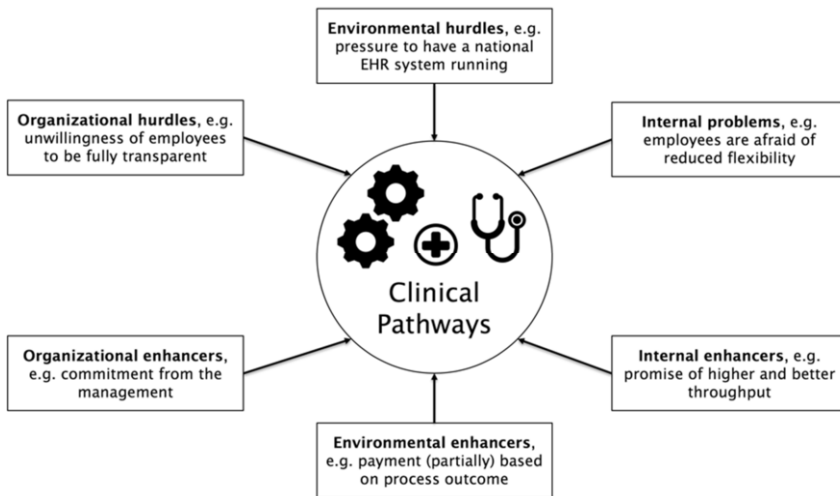 Environmental hurdles, e.g.
pressure to have a national
EHR system running
Organizational hurdles, e.g.
unwillingness of employees
to be fully transparent
Internal problems, e.g.
employees are afraid of
reduced flexibility
Clinical
Pathways
Organizational enhancers,
e.g. commitment from the
management
Internal enhancers, e.g.
promise of higher and better
throughput
Environmental enhancers,
e.g. payment (partially) based
on process outcome